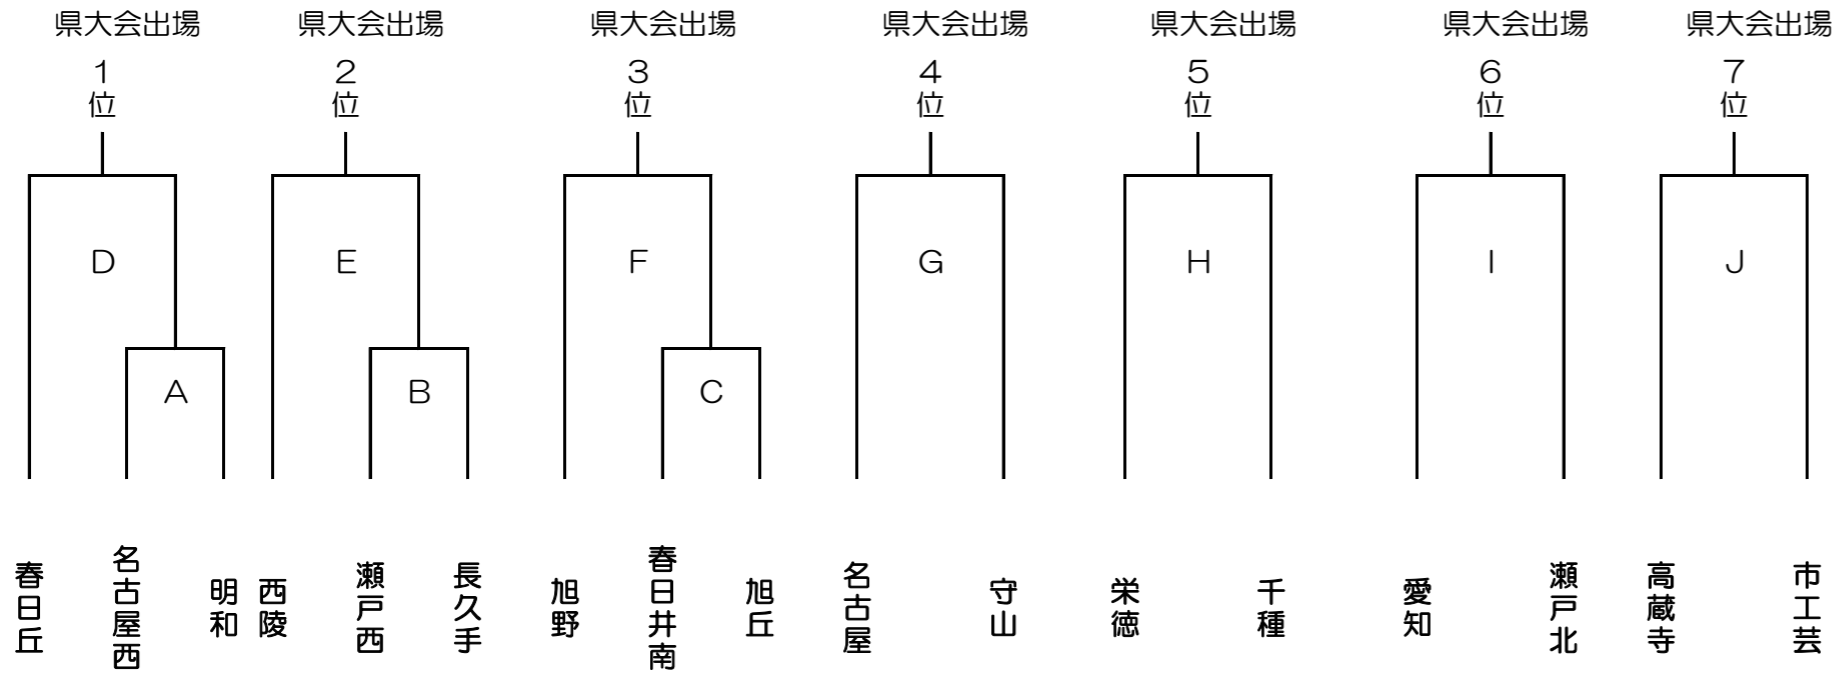 県大会出場 県大会出場 県大会出場 県大会出場 県大会出場 県大会出場 県大会出場
1位 2位 3位 4位 5位 6位 7位
D E F G H I J
A B C
春日丘
名古屋西
明和
西陵
瀬戸西
長久手
旭野
春日井南
旭丘
名古屋
守山
栄徳
千種
愛知
瀬戸北
高蔵寺
市工芸